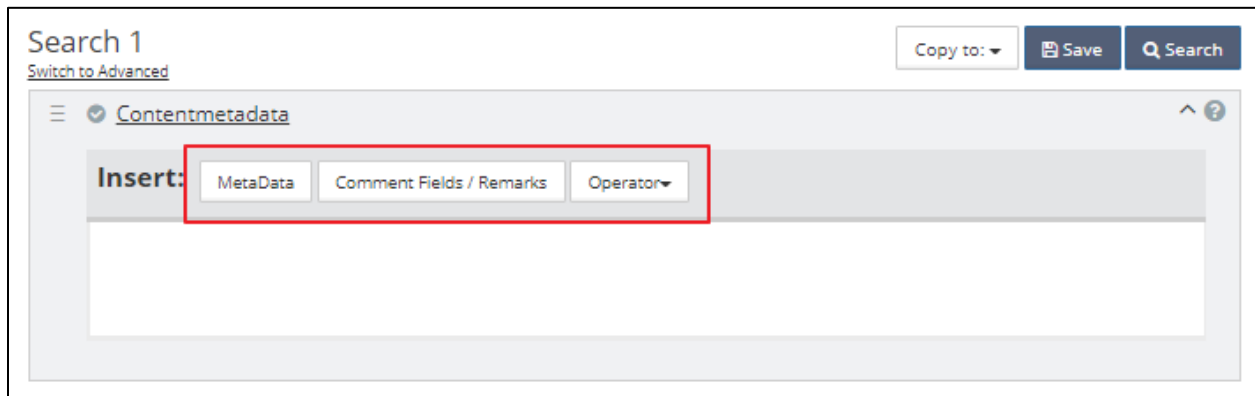 Search 1
Copy to: Save Search
Switch to Advanced
Contentmetadata
Insert: MetaData Comment Fields / Remarks Operator